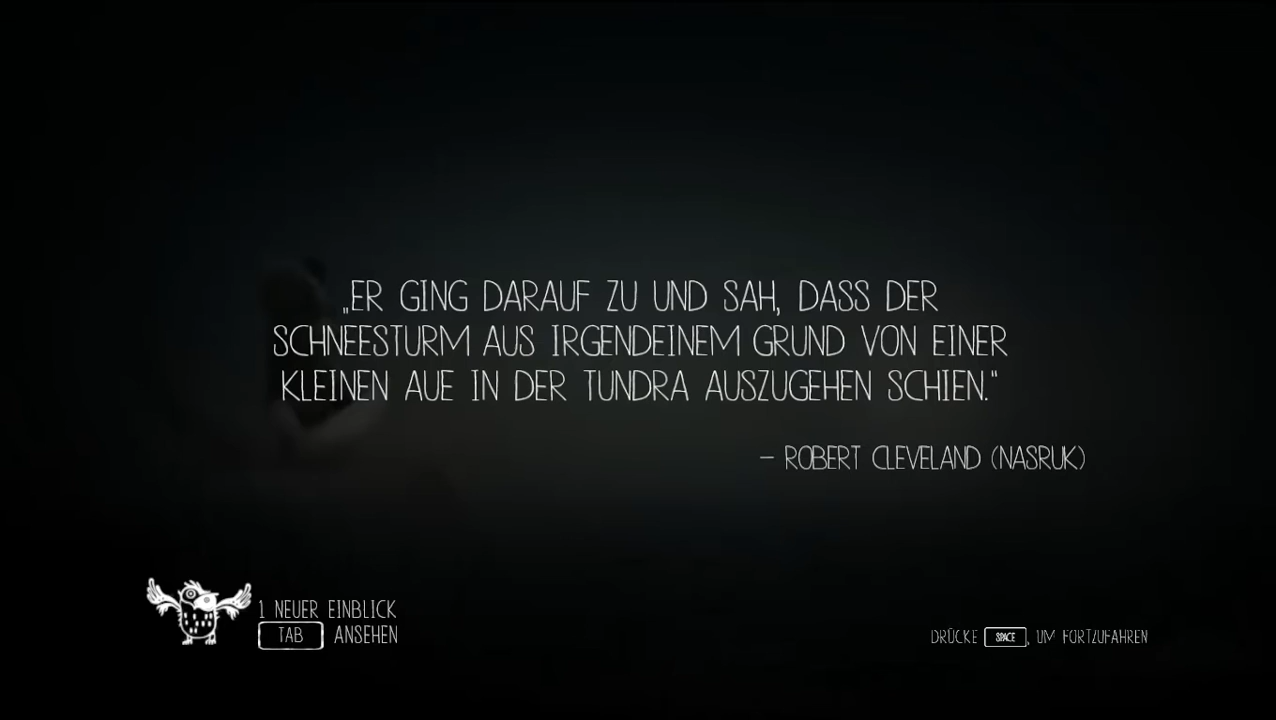 „ER GING DARAUF ZU UND SAH, DASS DER
SCHNEESTURM AUS IRGENDEINEM GRUND VON EINER
KLEINEN AUE IN DER TUNDRA AUSZUGEHEN SCHIEN."
– ROBERT CLEVELAND (NASRUK)
1 NEUER EINBLICK
TAB ANSEHEN
DRÜCKE SPACE, UM FORTZUFAHREN